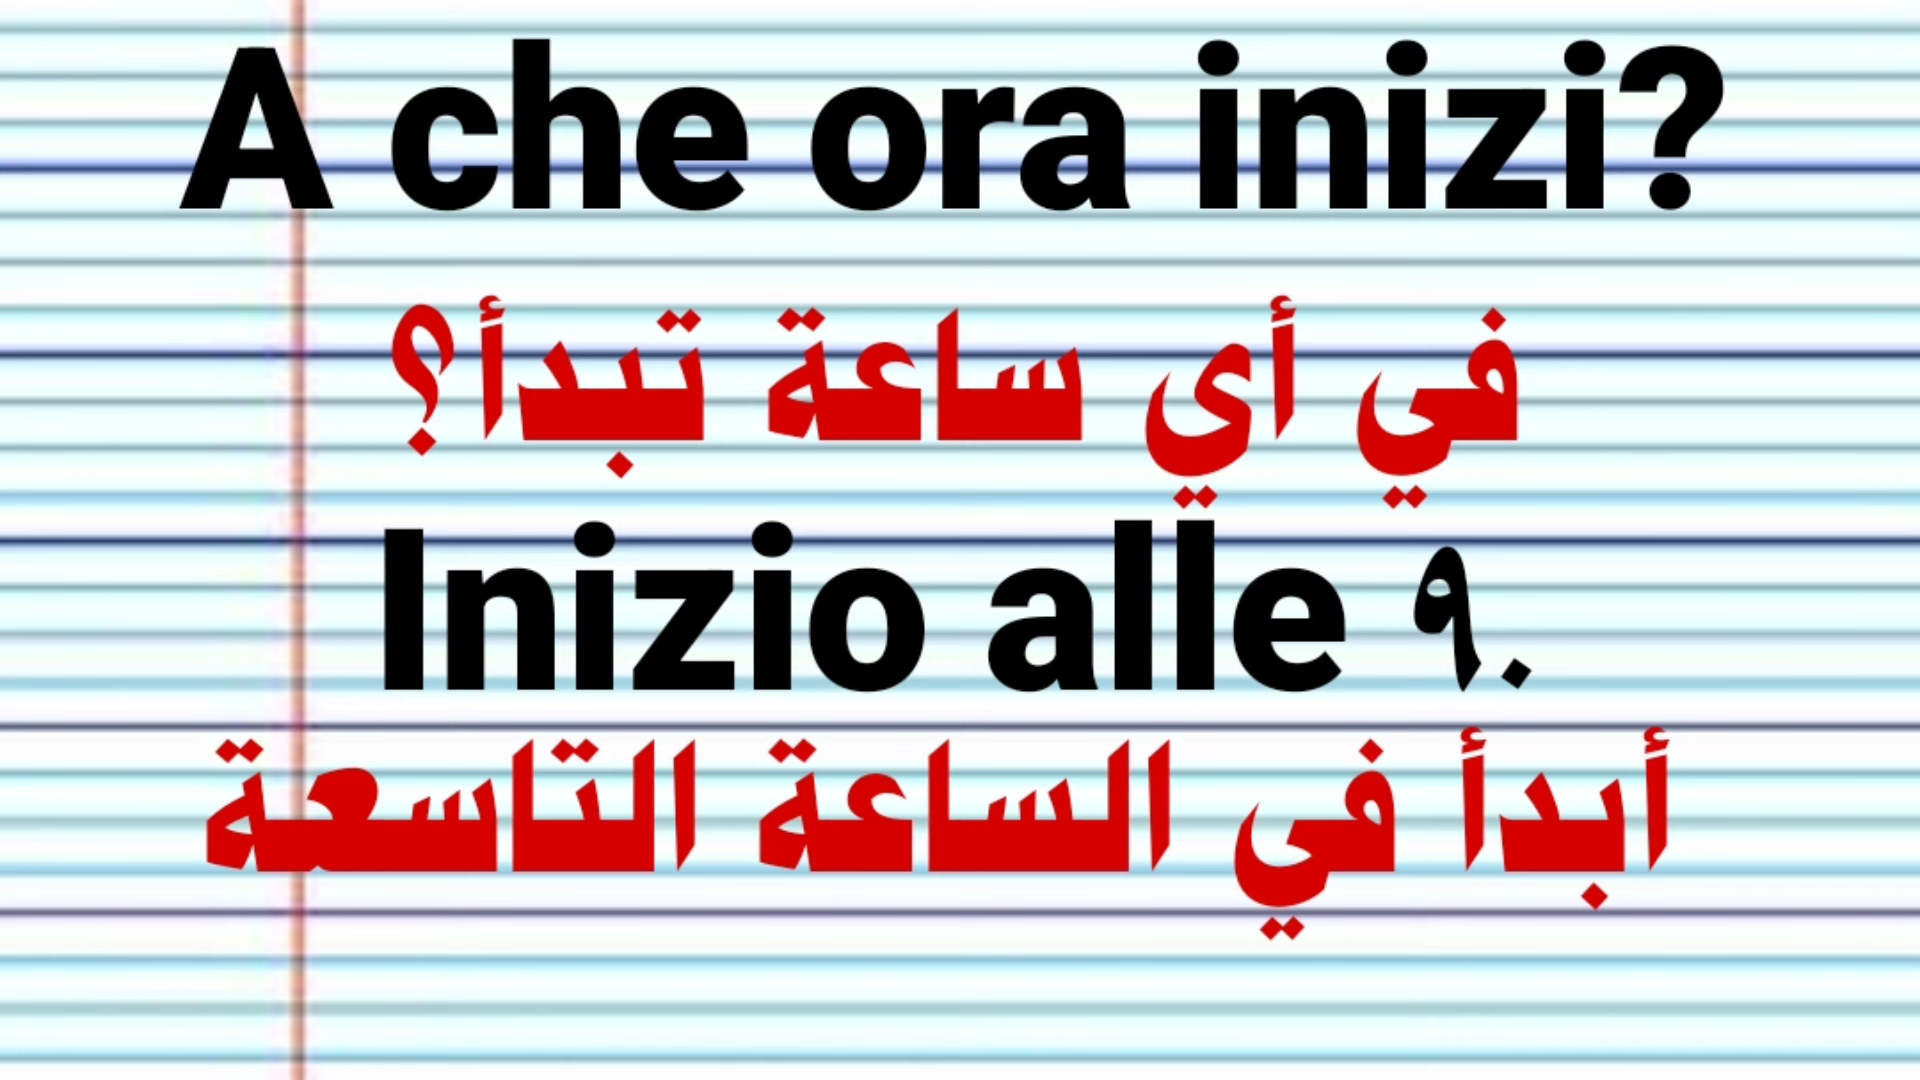 A che ora inizi?
في أي ساعة تبدأ؟
Inizio alle ٩.
أبدأ في الساعة التاسعة